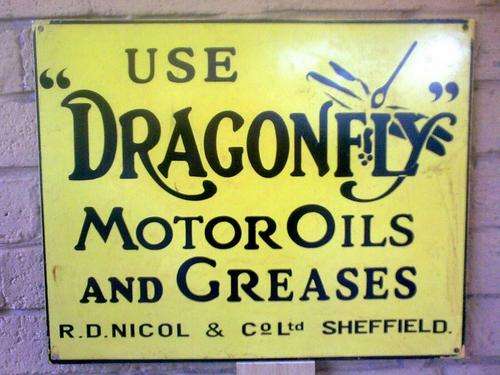 USE
“DRAGONFLY”
MOTOR OILS
AND GREASES
R.D.NICOL & Co Ltd SHEFFIELD.